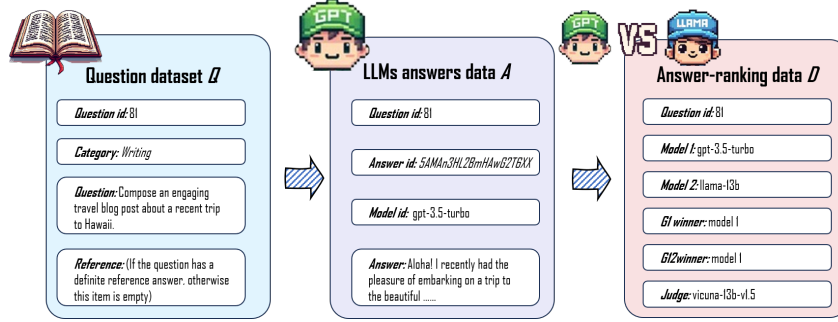 GPT
GPT
VS
LLAMA
Question dataset Q
Question id: 81
Category: Writing
Question: Compose an engaging
travel blog post about a recent trip
to Hawaii.
Reference: (If the question has a
definite reference answer. otherwise
this item is empty)
LLMs answers data A
Question id: 81
Answer id: 5AMAn3HL2BmHAwG2T6XX
Model id: gpt-3.5-turbo
Answer: Aloha! I recently had the
pleasure of embarking on a trip to
the beautiful ......
Answer-ranking data D
Question id: 81
Model 1: gpt-3.5-turbo
Model 2: llama-13b
G1 winner: model 1
G12winner: model 1
Judge: vicuna-13b-v1.5